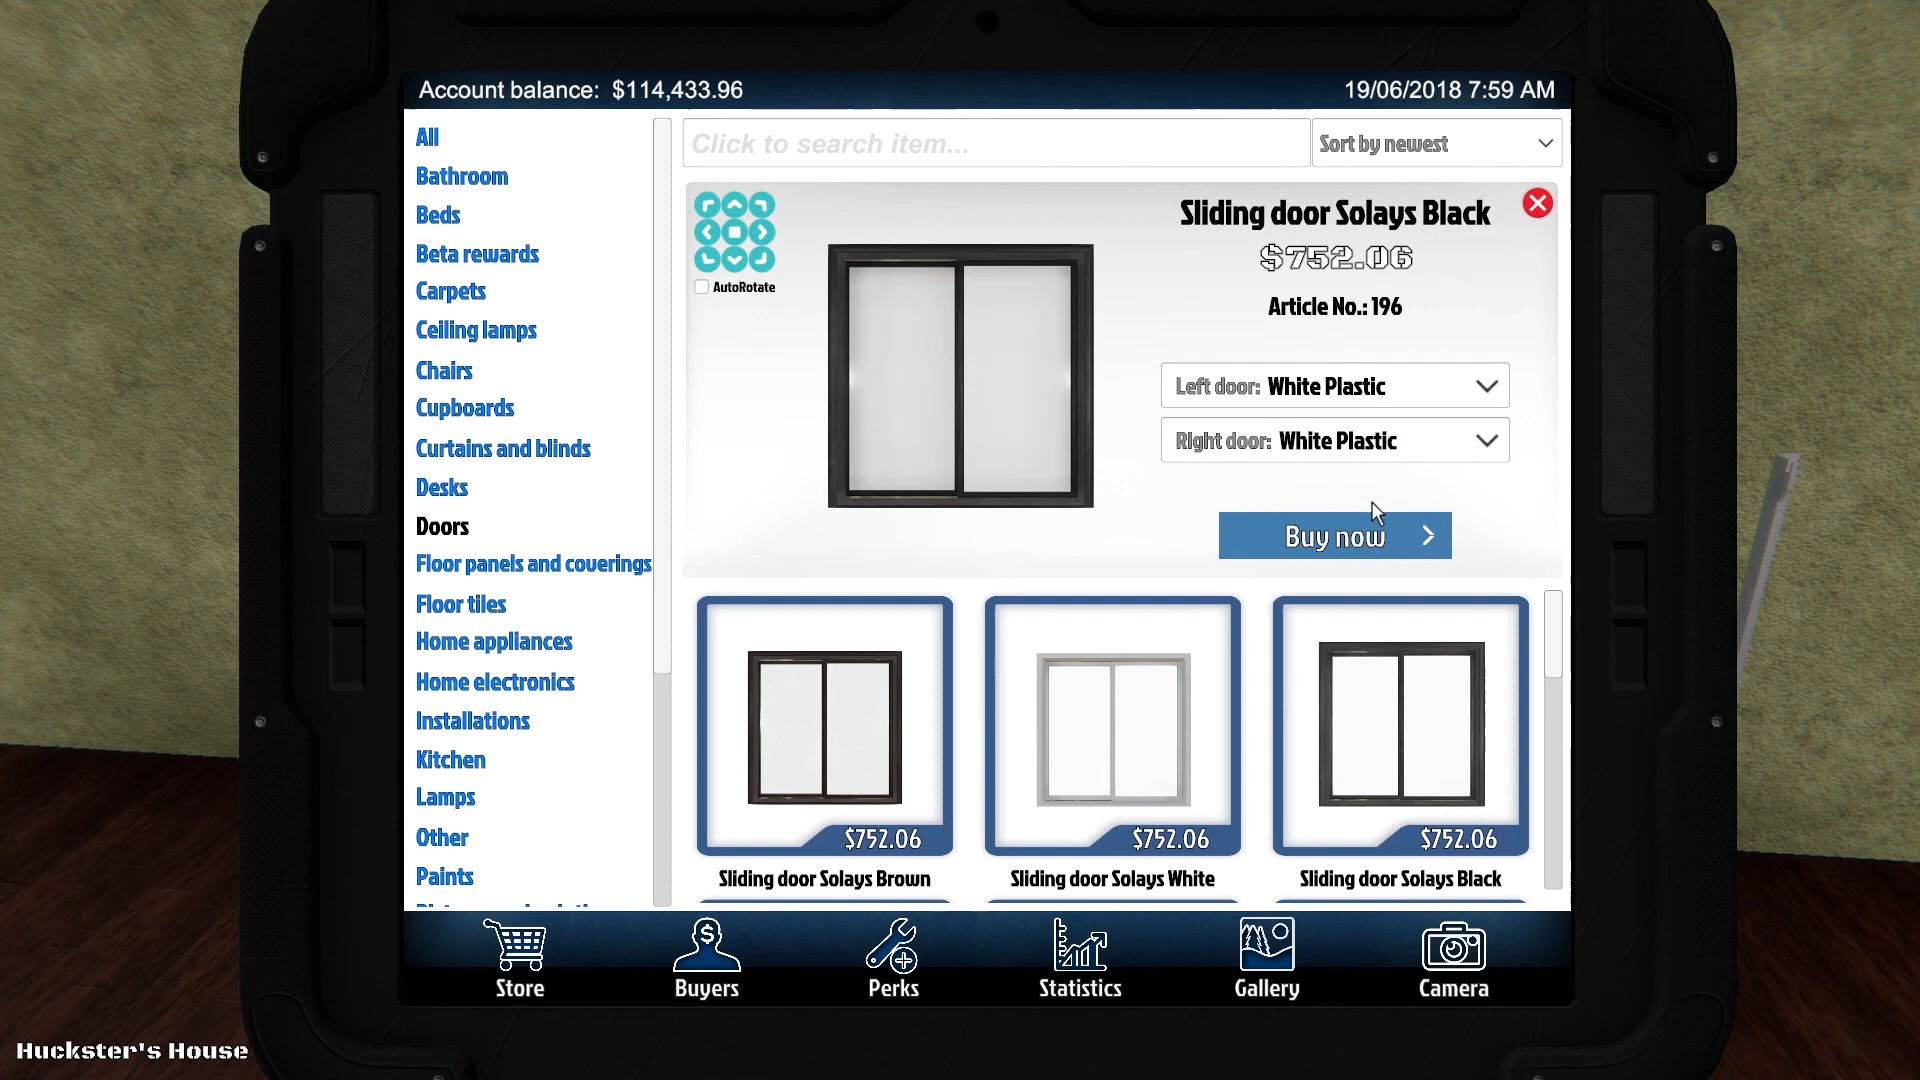 Account balance: $114,433.96
19/06/2018 7:59 AM
All
Bathroom
Beds
Beta rewards
Carpets
Ceiling lamps
Chairs
Cupboards
Curtains and blinds
Desks
Doors
Floor panels and coverings
Floor tiles
Home appliances
Home electronics
Installations
Kitchen
Lamps
Other
Paints
Click to search item...
Sort by newest
AutoRotate
Sliding door Solays Black
$752.06
Article No.: 196
Left door: White Plastic
Right door: White Plastic
Buy now
$752.06
$752.06
$752.06
Sliding door Solays Brown
Sliding door Solays White
Sliding door Solays Black
Store
Buyers
Perks
Statistics
Gallery
Camera
Huckster's House